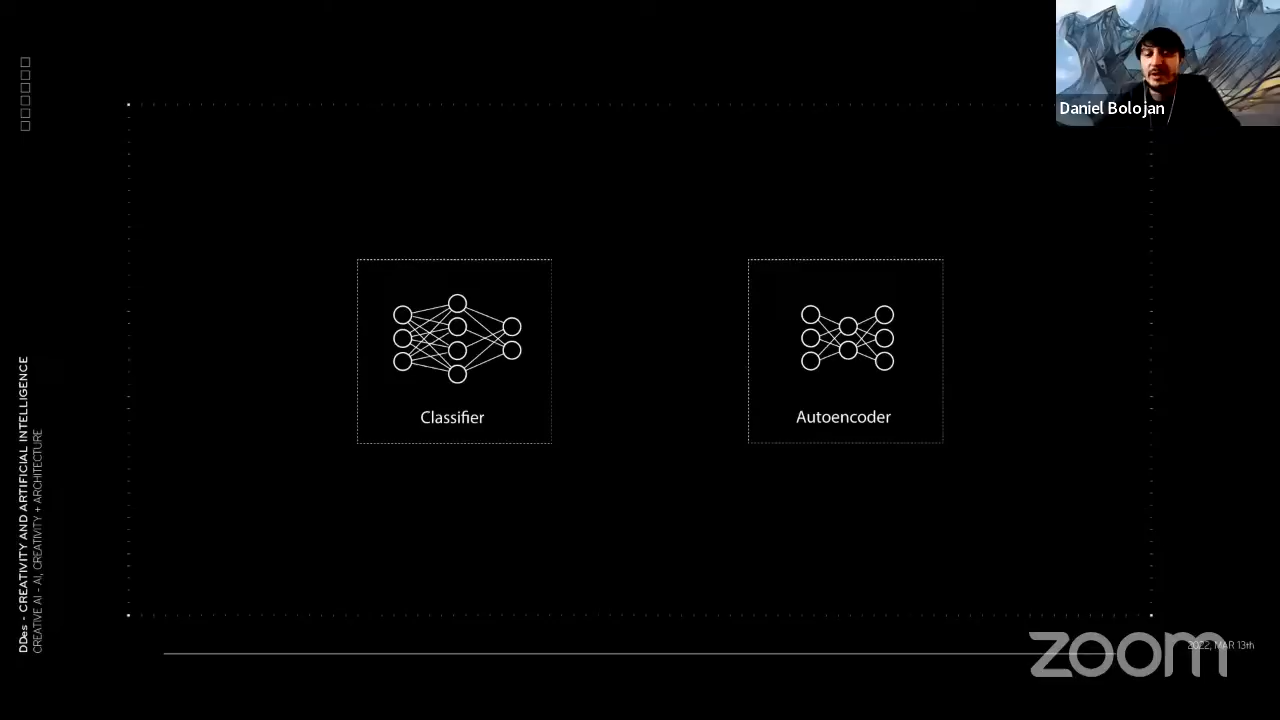 Daniel Bolojan
Classifier
Autoencoder
DDes - CREATIVITY AND ARTIFICIAL INTELLIGENCE
CREATIVE AI - AI, CREATIVITY + ARCHITECTURE
2022, MAR 13th
zoom